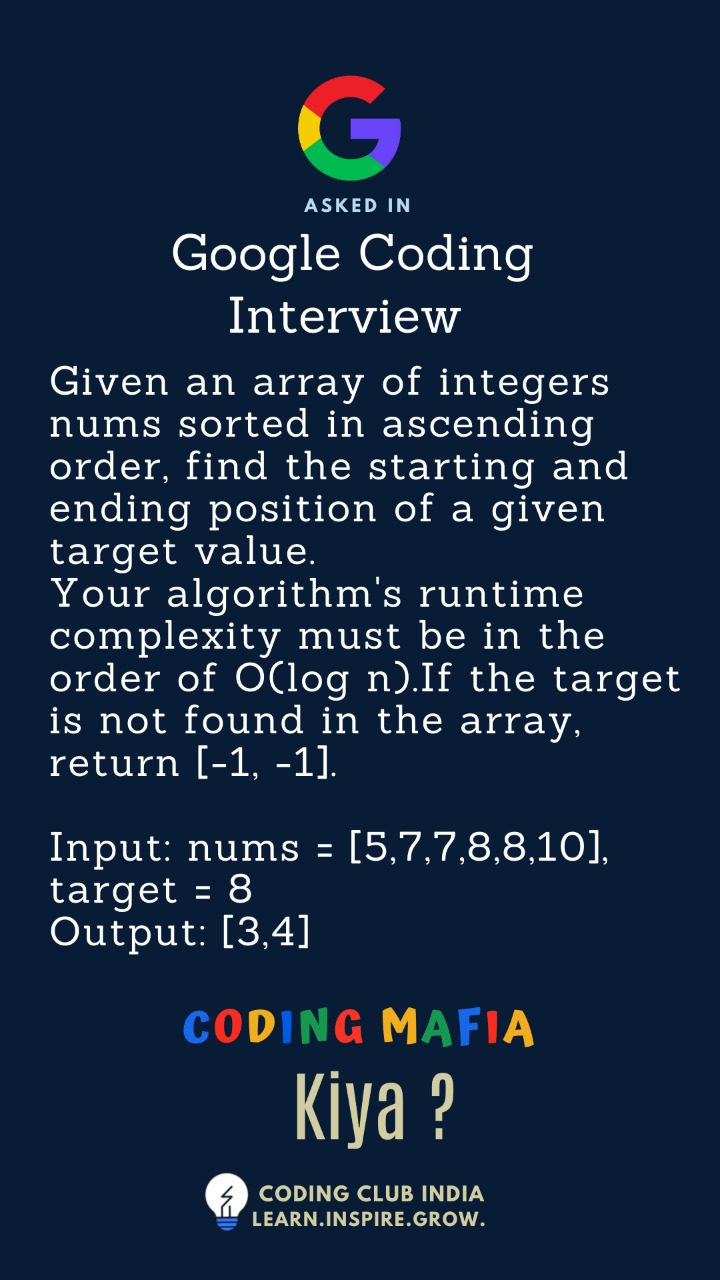 ASKED IN
Google Coding
Interview
Given an array of integers
nums sorted in ascending
order, find the starting and
ending position of a given
target value.
Your algorithm's runtime
complexity must be in the
order of O(log n).If the target
is not found in the array,
return [-1, -1].
Input: nums = [5,7,7,8,8,10],
target = 8
Output: [3,4]
CODING MAFIA
Kiya ?
CODING CLUB INDIA
LEARN.INSPIRE.GROW.